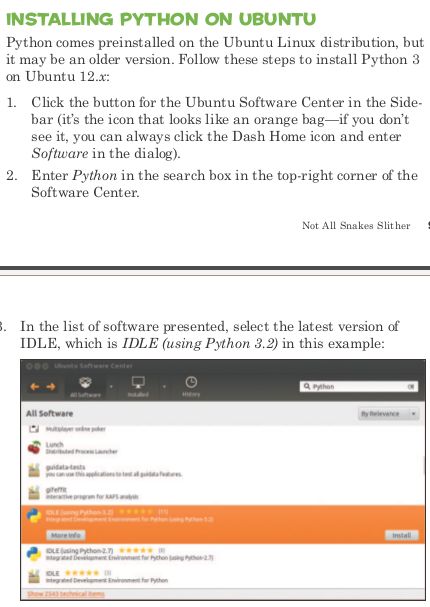 INSTALLING PYTHON ON UBUNTU
Python comes preinstalled on the Ubuntu Linux distribution, but
it may be an older version. Follow these steps to install Python 3
on Ubuntu 12.x:
1. Click the button for the Ubuntu Software Center in the Side-
bar (it's the icon that looks like an orange bag—if you don't
see it, you can always click the Dash Home icon and enter
Software in the dialog).
2. Enter Python in the search box in the top-right corner of the
Software Center.
Not All Snakes Slither
3. In the list of software presented, select the latest version of
IDLE, which is IDLE (using Python 3.2) in this example:
Ubuntu Software Center
All Software Installed History
Python
All Software
By Relevance
Multiplayer online poker
Lunch
Distributed Process Launcher
guidata-tests
you can use this applications to test all guidata features.
gifeffit
interactive program for XAFS analysis
IDLE (using Python-3.2) (11)
Integrated Development Environment for Python (using Python-3.2)
More Info Install
IDLE (using Python-2.7)
Integrated Development Environment for Python (using Python-2.7)
IDLE (3)
Integrated Development Environment for Python
Show 2543 technical items